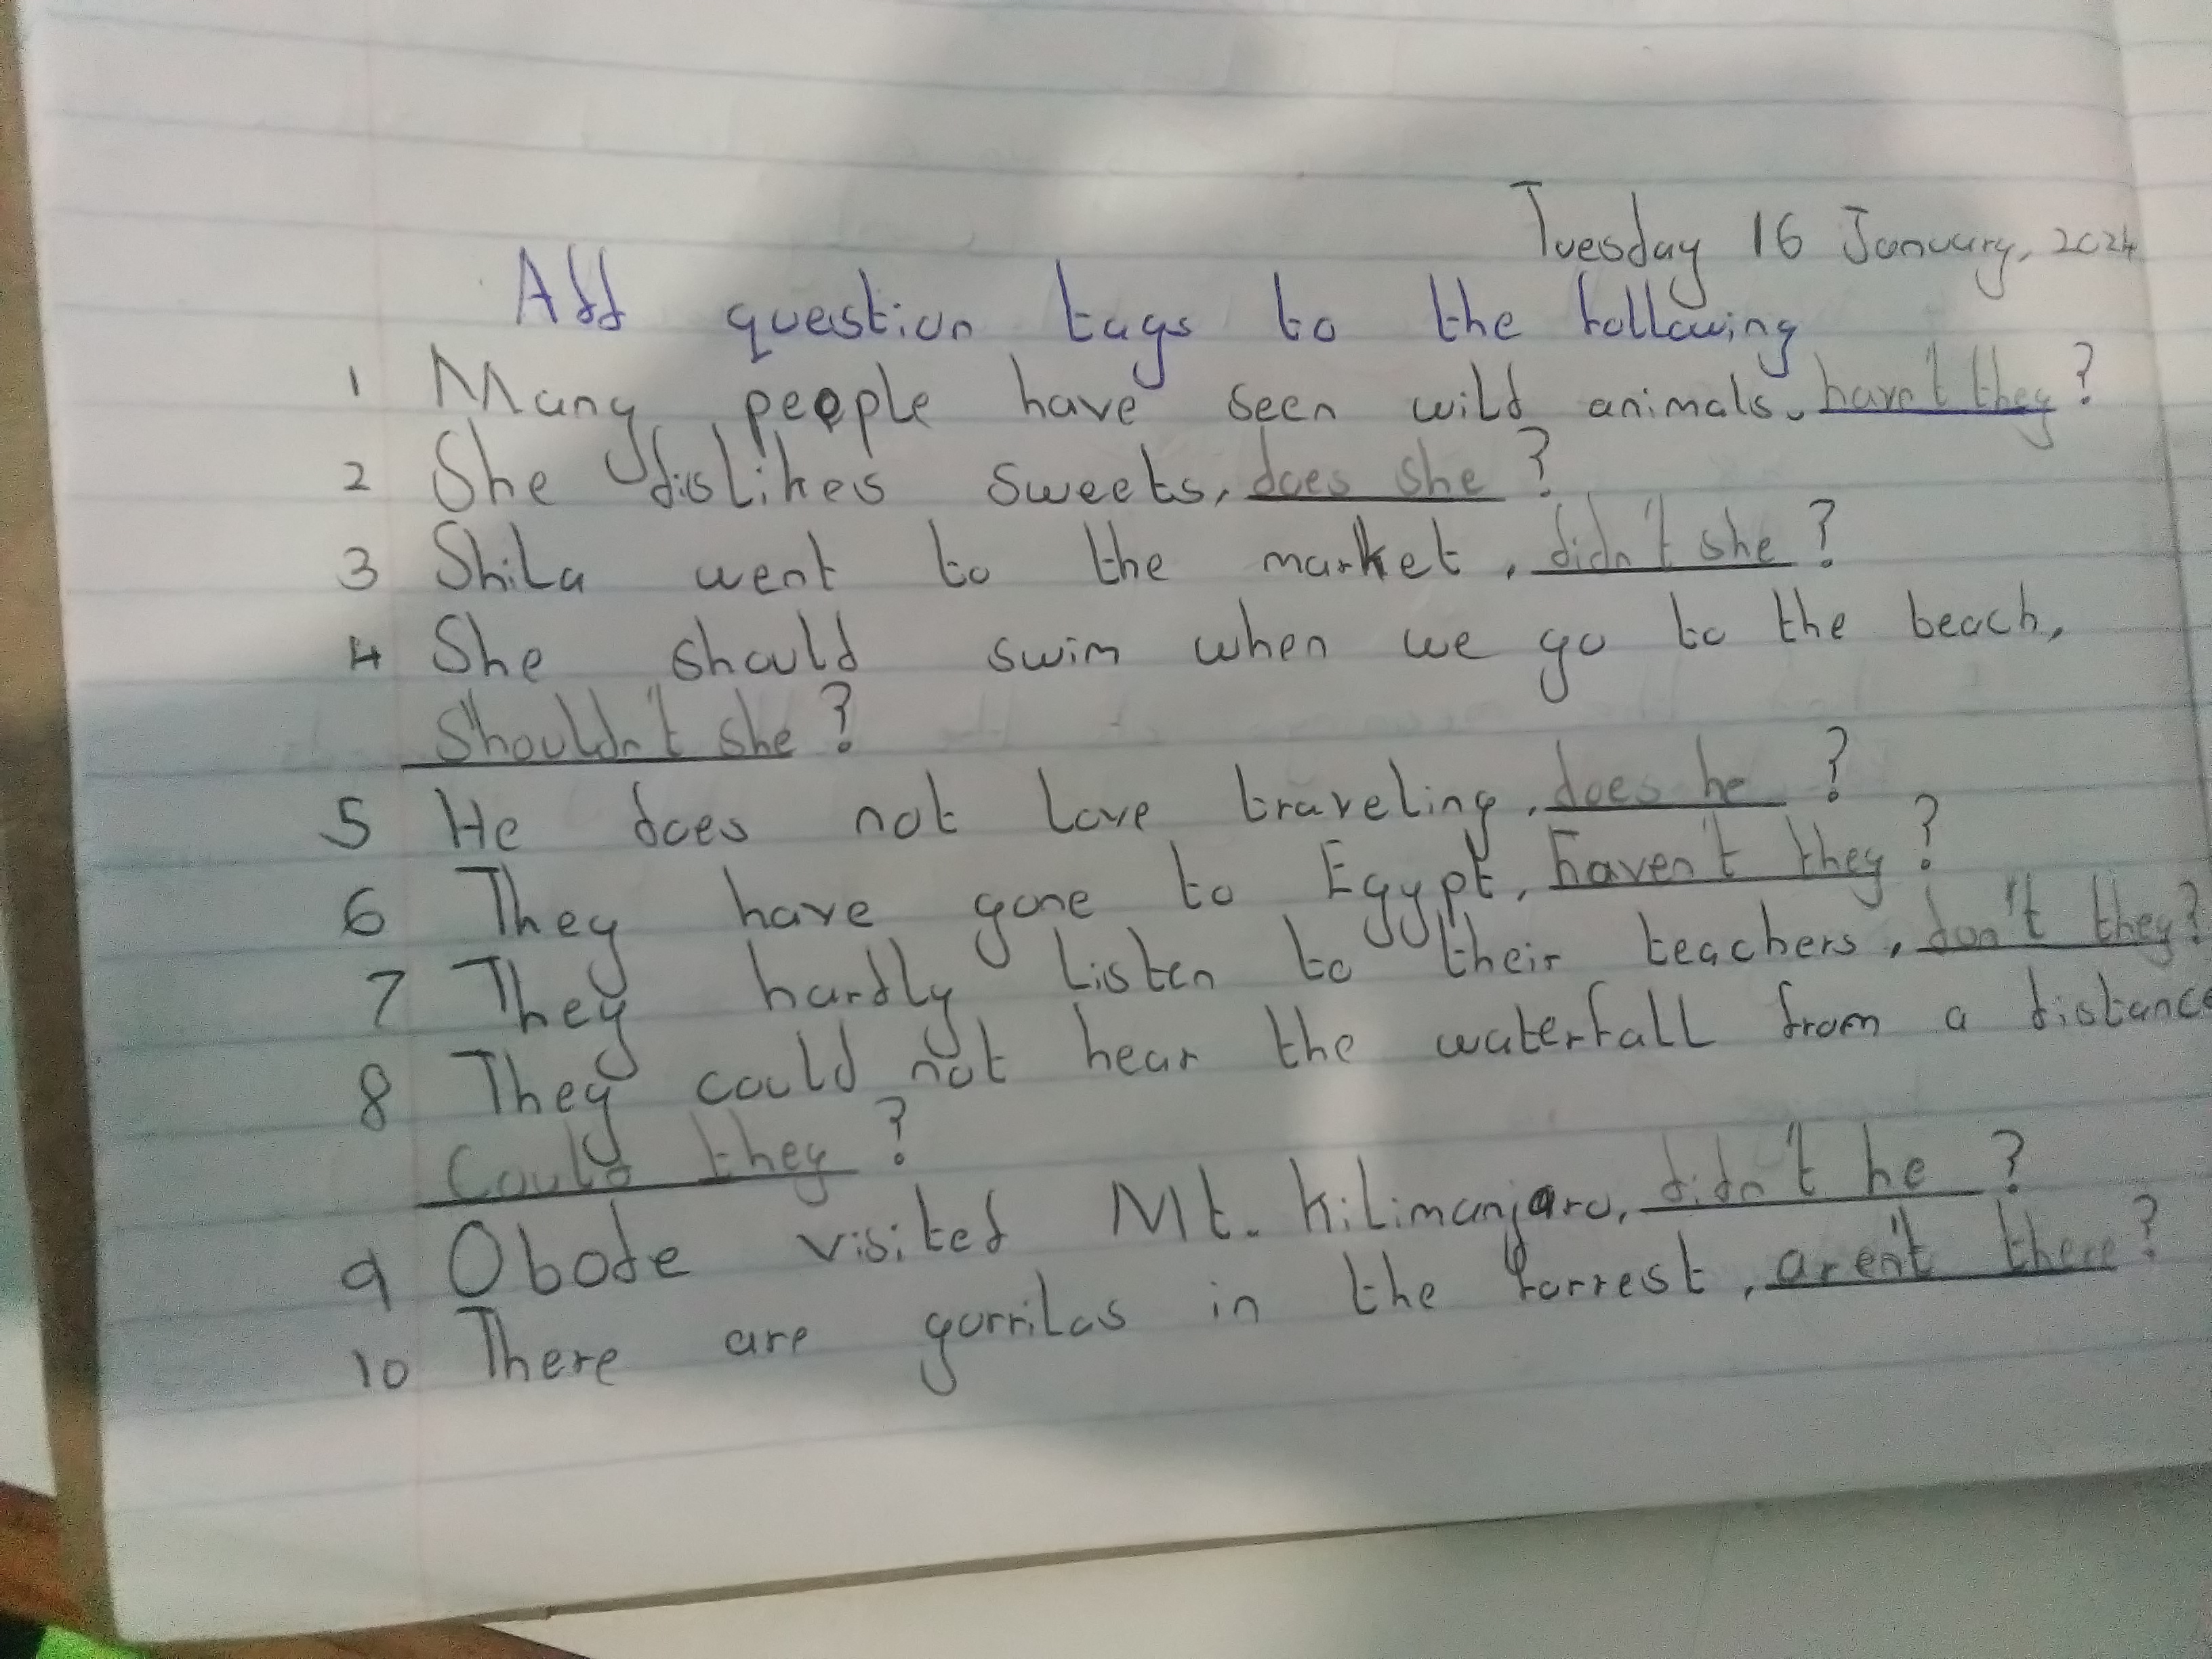 Tuesday 16 January, 2024
Add question tags to the following
1 Many people have seen wild animals, havn't they?
2 She dislikes sweets, does she?
3 Shila went to the market, didn't she?
4 She should swim when we go to the beach,
Shouldn't she?
5 He does not love traveling, does he?
6 They have gone to Egypt, haven't they?
7 They hardly listen to their teachers, don't they?
8 They could not hear the waterfall from a distance
Could they?
9 Obode visited Mt. Kilimanjaro, didn't he?
10 There are gorrilas in the forrest, aren't there?